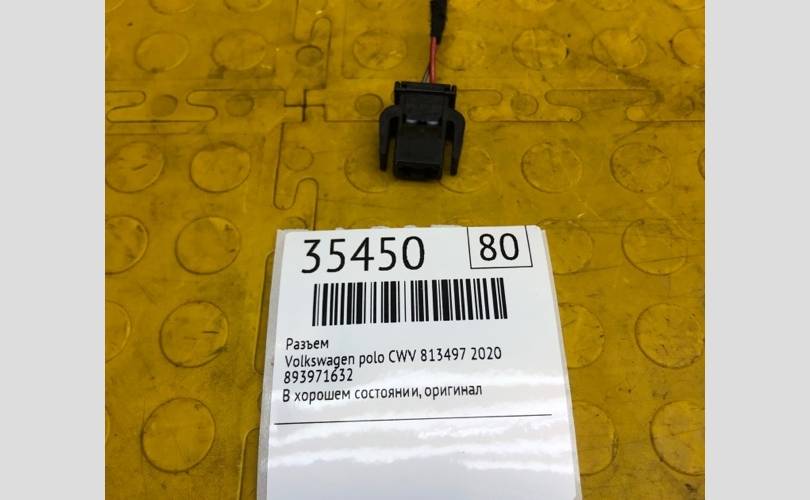 35450 80
Разъем
Volkswagen polo CWV 813497 2020
893971632
В хорошем состоянии, оригинал